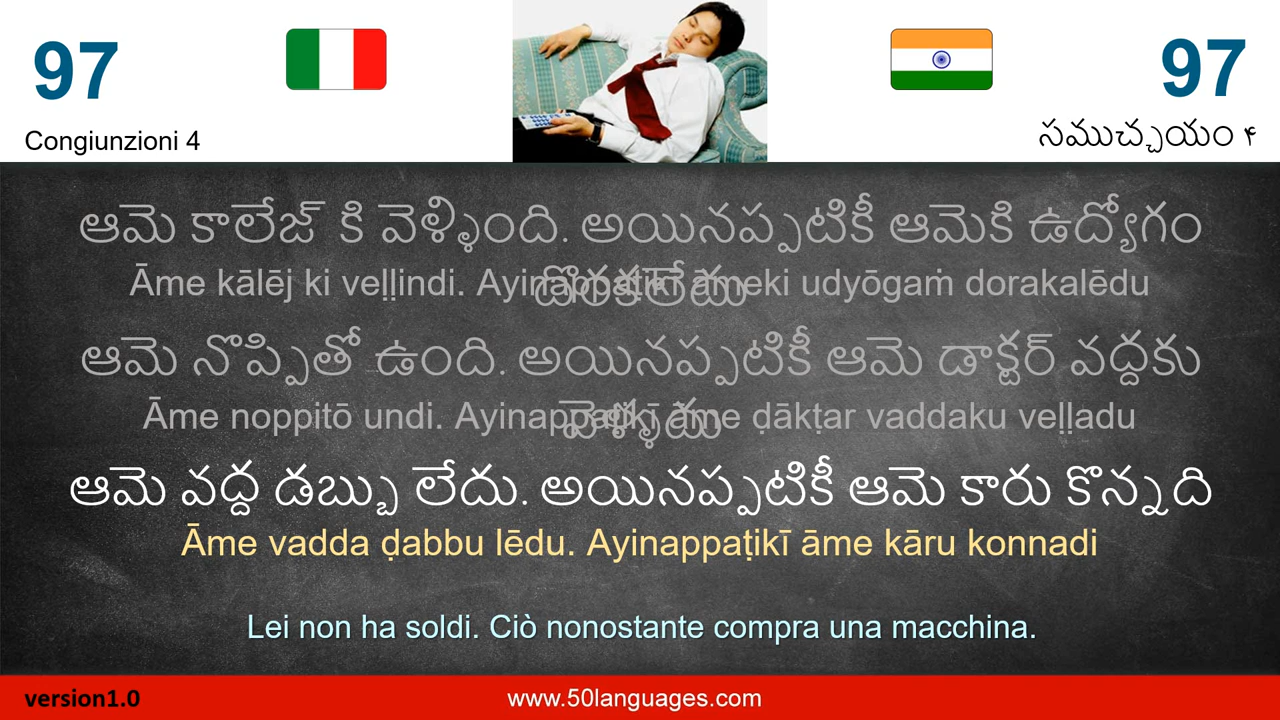 97
97
Congiunzioni 4
సముచ్చయం ۴
ఆమె కాలేజ్ కి వెళ్ళింది. అయినప్పటికీ ఆమెకి ఉద్యోగం
దొరకలేదు
Āme kālēj ki veḷḷindi. Ayinappaṭikī āmeki udyōgaṁ dorakalēdu
ఆమె నొప్పితో ఉంది. అయినప్పటికీ ఆమె డాక్టర్ వద్దకు
వెళ్ళదు
Āme noppitō undi. Ayinappaṭikī āme ḍākṭar vaddaku veḷḷadu
ఆమె వద్ద డబ్బు లేదు. అయినప్పటికీ ఆమె కారు కొన్నది
Āme vadda ḍabbu lēdu. Ayinappaṭikī āme kāru konnadi
Lei non ha soldi. Ciò nonostante compra una macchina.
version1.0
www.50languages.com